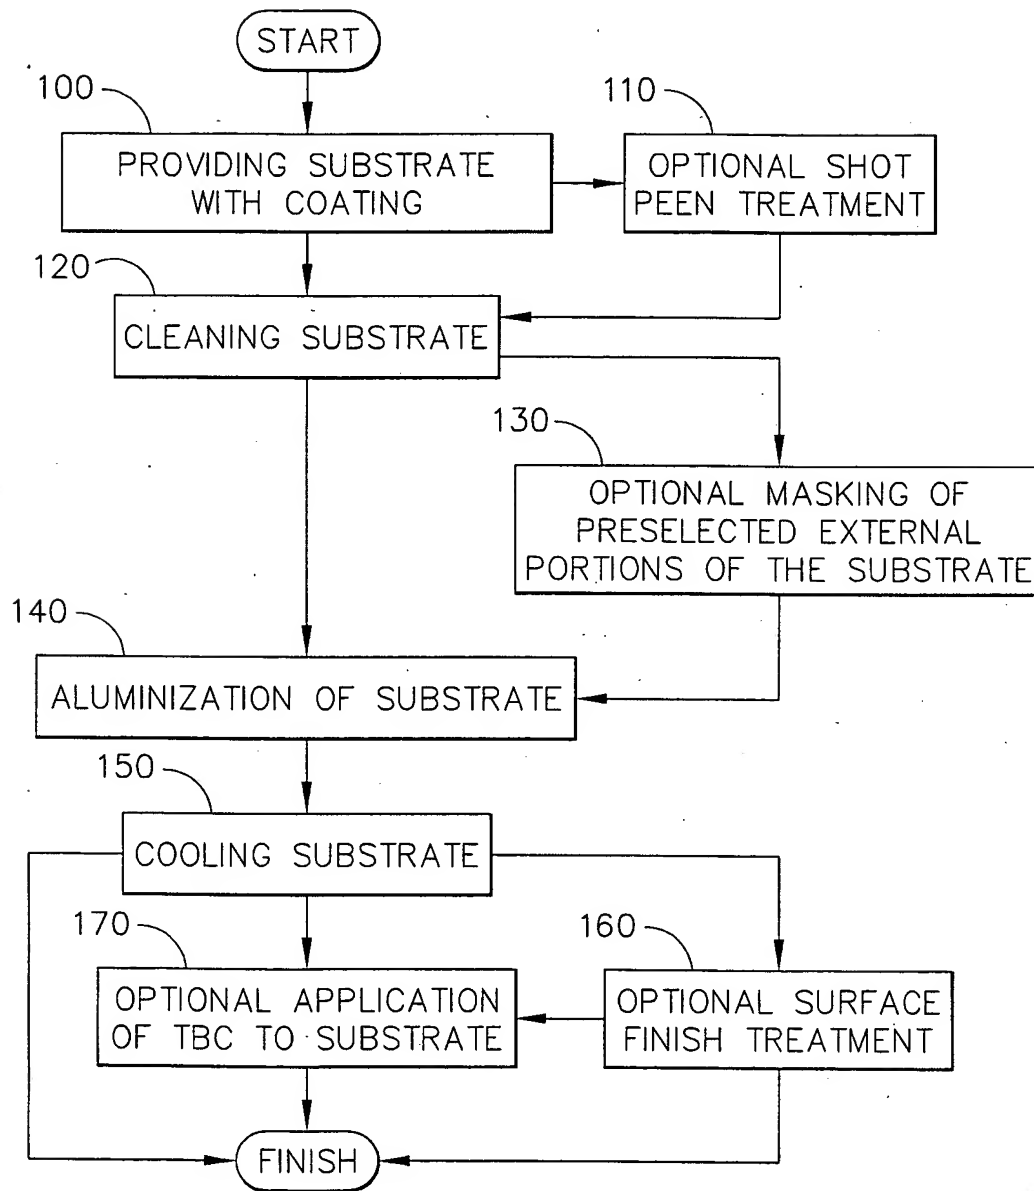 START
100
PROVIDING SUBSTRATE
WITH COATING
110
OPTIONAL SHOT
PEEN TREATMENT
120
CLEANING SUBSTRATE
130
OPTIONAL MASKING OF
PRESELECTED EXTERNAL
PORTIONS OF THE SUBSTRATE
140
ALUMINIZATION OF SUBSTRATE
150
COOLING SUBSTRATE
170
OPTIONAL APPLICATION
OF TBC TO SUBSTRATE
160
OPTIONAL SURFACE
FINISH TREATMENT
FINISH